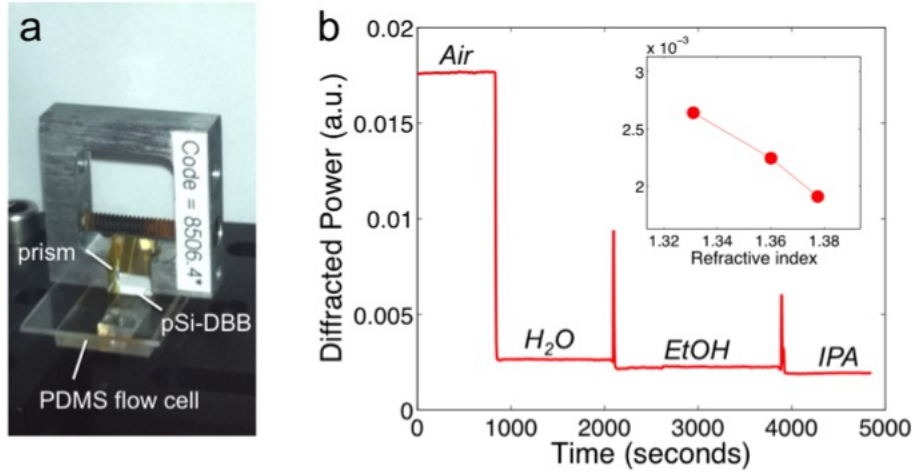 a
Code = 8506.4*
prism
pSi-DBB
PDMS flow cell
b
Diffracted Power (a.u.)
0.02
0.015
0.01
0.005
0
Air
H₂O
EtOH
IPA
0 1000 2000 3000 4000 5000
Time (seconds)
x 10⁻³
3
2.5
2
1.32 1.34 1.36 1.38
Refractive index